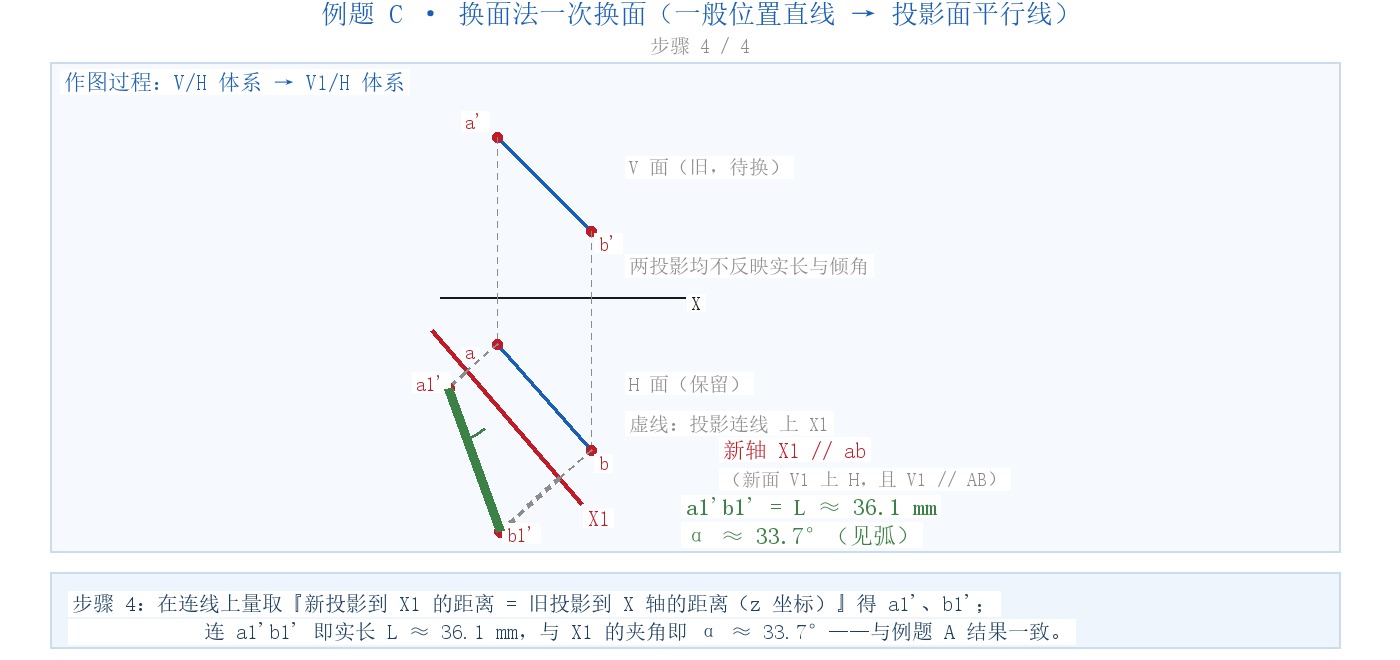 例题 C · 换面法一次换面（一般位置直线 → 投影面平行线）
步骤 4 / 4
作图过程：V/H 体系 → V1/H 体系
a'
V 面（旧，待换）
b'
两投影均不反映实长与倾角
X
a
a1'
H 面（保留）
虚线：投影连线 上 X1
新轴 X1 // ab
b
（新面 V1 上 H，且 V1 // AB）
a1'b1' = L ≈ 36.1 mm
X1
b1'
α ≈ 33.7°（见弧）
步骤 4：在连线上量取『新投影到 X1 的距离 = 旧投影到 X 轴的距离（z 坐标）』得 a1'、b1'；
连 a1'b1' 即实长 L ≈ 36.1 mm，与 X1 的夹角即 α ≈ 33.7°——与例题 A 结果一致。